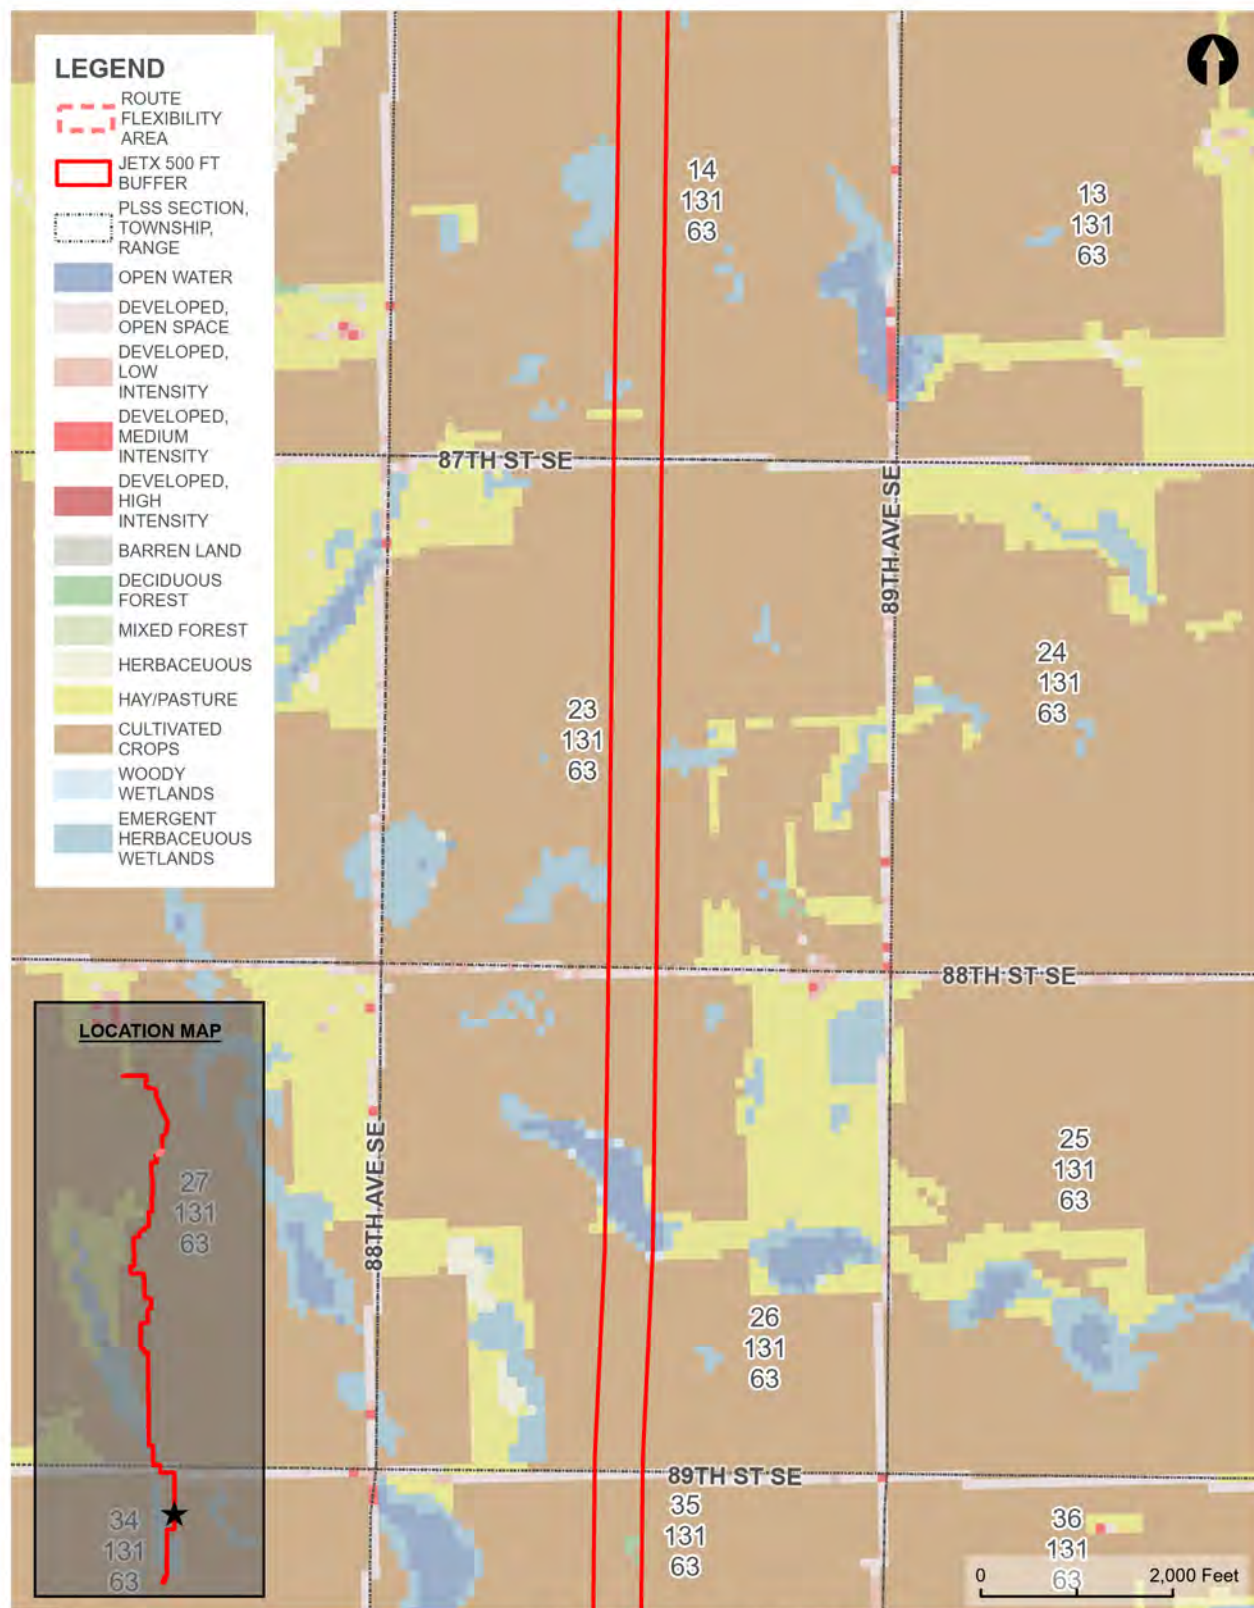 LEGEND
ROUTE
FLEXIBILITY
AREA
JETX 500 FT
BUFFER
PLSS SECTION,
TOWNSHIP,
RANGE
OPEN WATER
DEVELOPED,
OPEN SPACE
DEVELOPED,
LOW
INTENSITY
DEVELOPED,
MEDIUM
INTENSITY
DEVELOPED,
HIGH
INTENSITY
BARREN LAND
DECIDUOUS
FOREST
MIXED FOREST
HERBACEUOUS
HAY/PASTURE
CULTIVATED
CROPS
WOODY
WETLANDS
EMERGENT
HERBACEUOUS
WETLANDS
14
131
63
13
131
63
87TH ST SE
89TH AVE SE
23
131
63
24
131
63
88TH ST SE
LOCATION MAP
27
131
63
88TH AVE SE
25
131
63
26
131
63
89TH ST SE
34
131
63
35
131
63
36
131
63
0
2,000 Feet